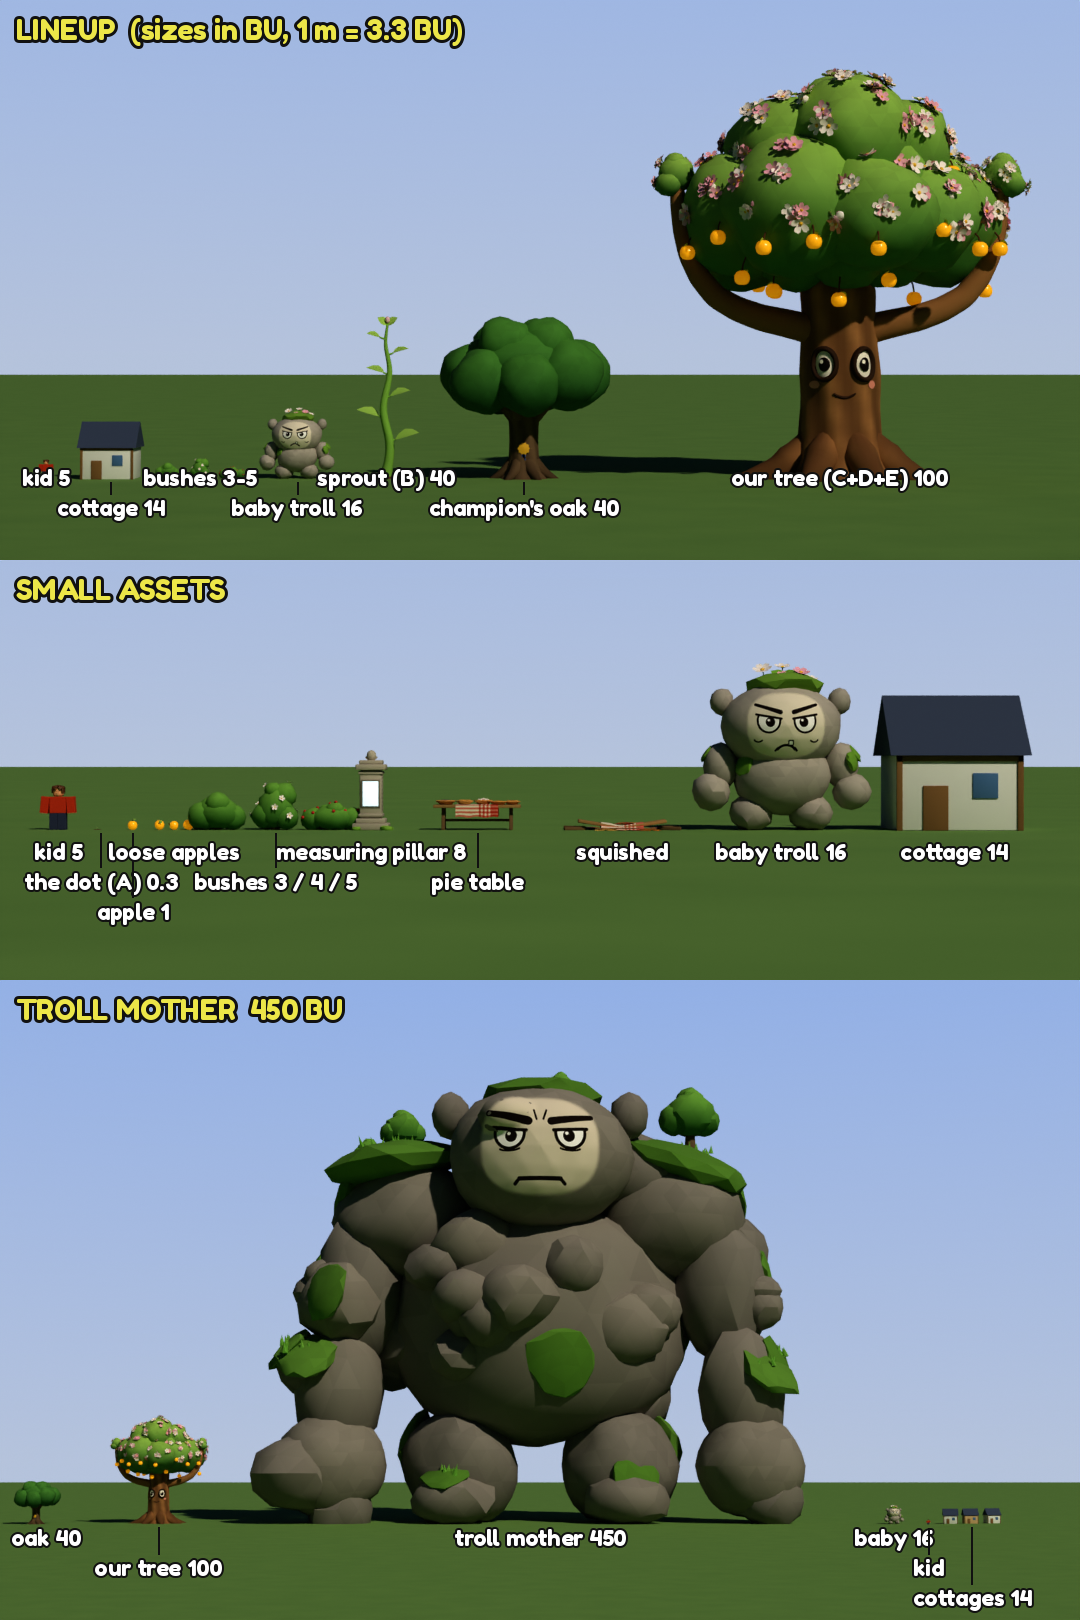 LINEUP (sizes in BU, 1 m = 3.3 BU)
kid 5
bushes 3-5
sprout (B) 40
our tree (C+D+E) 100
cottage 14
baby troll 16
champion's oak 40
SMALL ASSETS
kid 5
loose apples
measuring pillar 8
squished
baby troll 16
cottage 14
the dot (A) 0.3
bushes 3 / 4 / 5
pie table
apple 1
TROLL MOTHER 450 BU
oak 40
troll mother 450
baby 16
our tree 100
kid
cottages 14